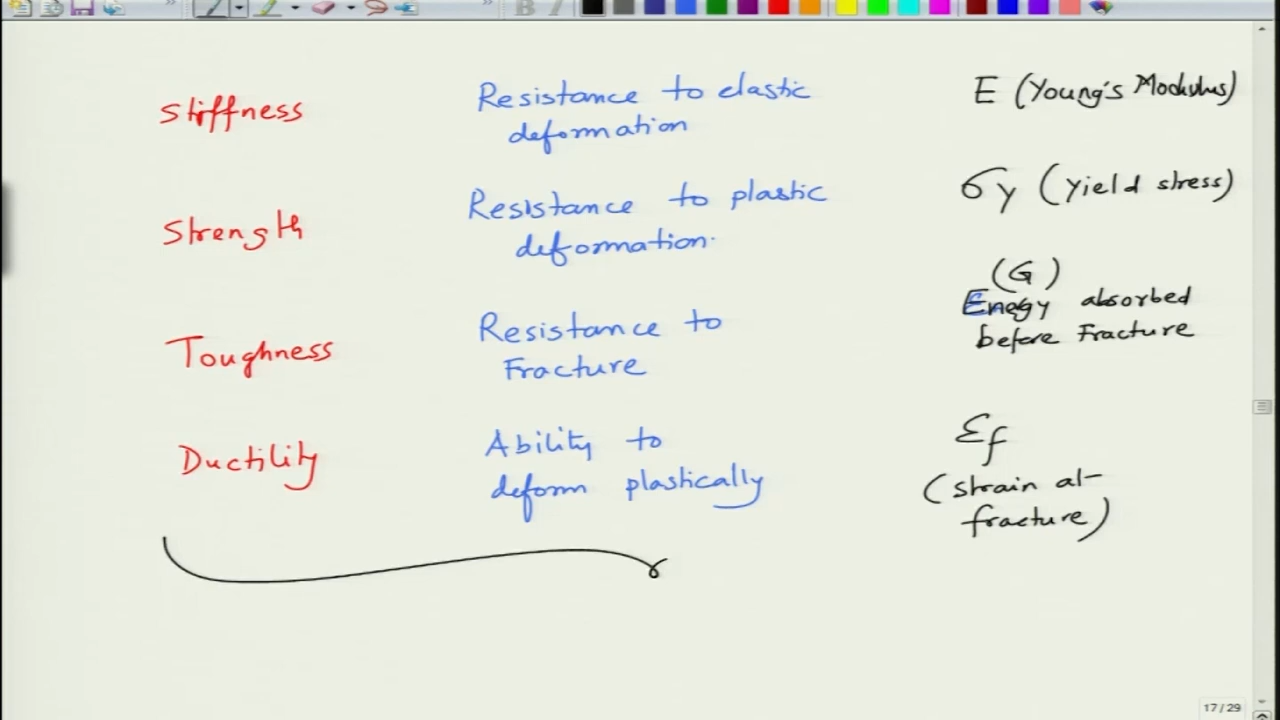 B I
Stiffness
Resistance to elastic
deformation
E (Young's Modulus)
Strength
Resistance to plastic
deformation.
σy (Yield stress)
Toughness
Resistance to
Fracture
(G)
Enegy absorbed
before Fracture
Ductility
Ability to
deform plastically
εf
(strain at
fracture)
17/29